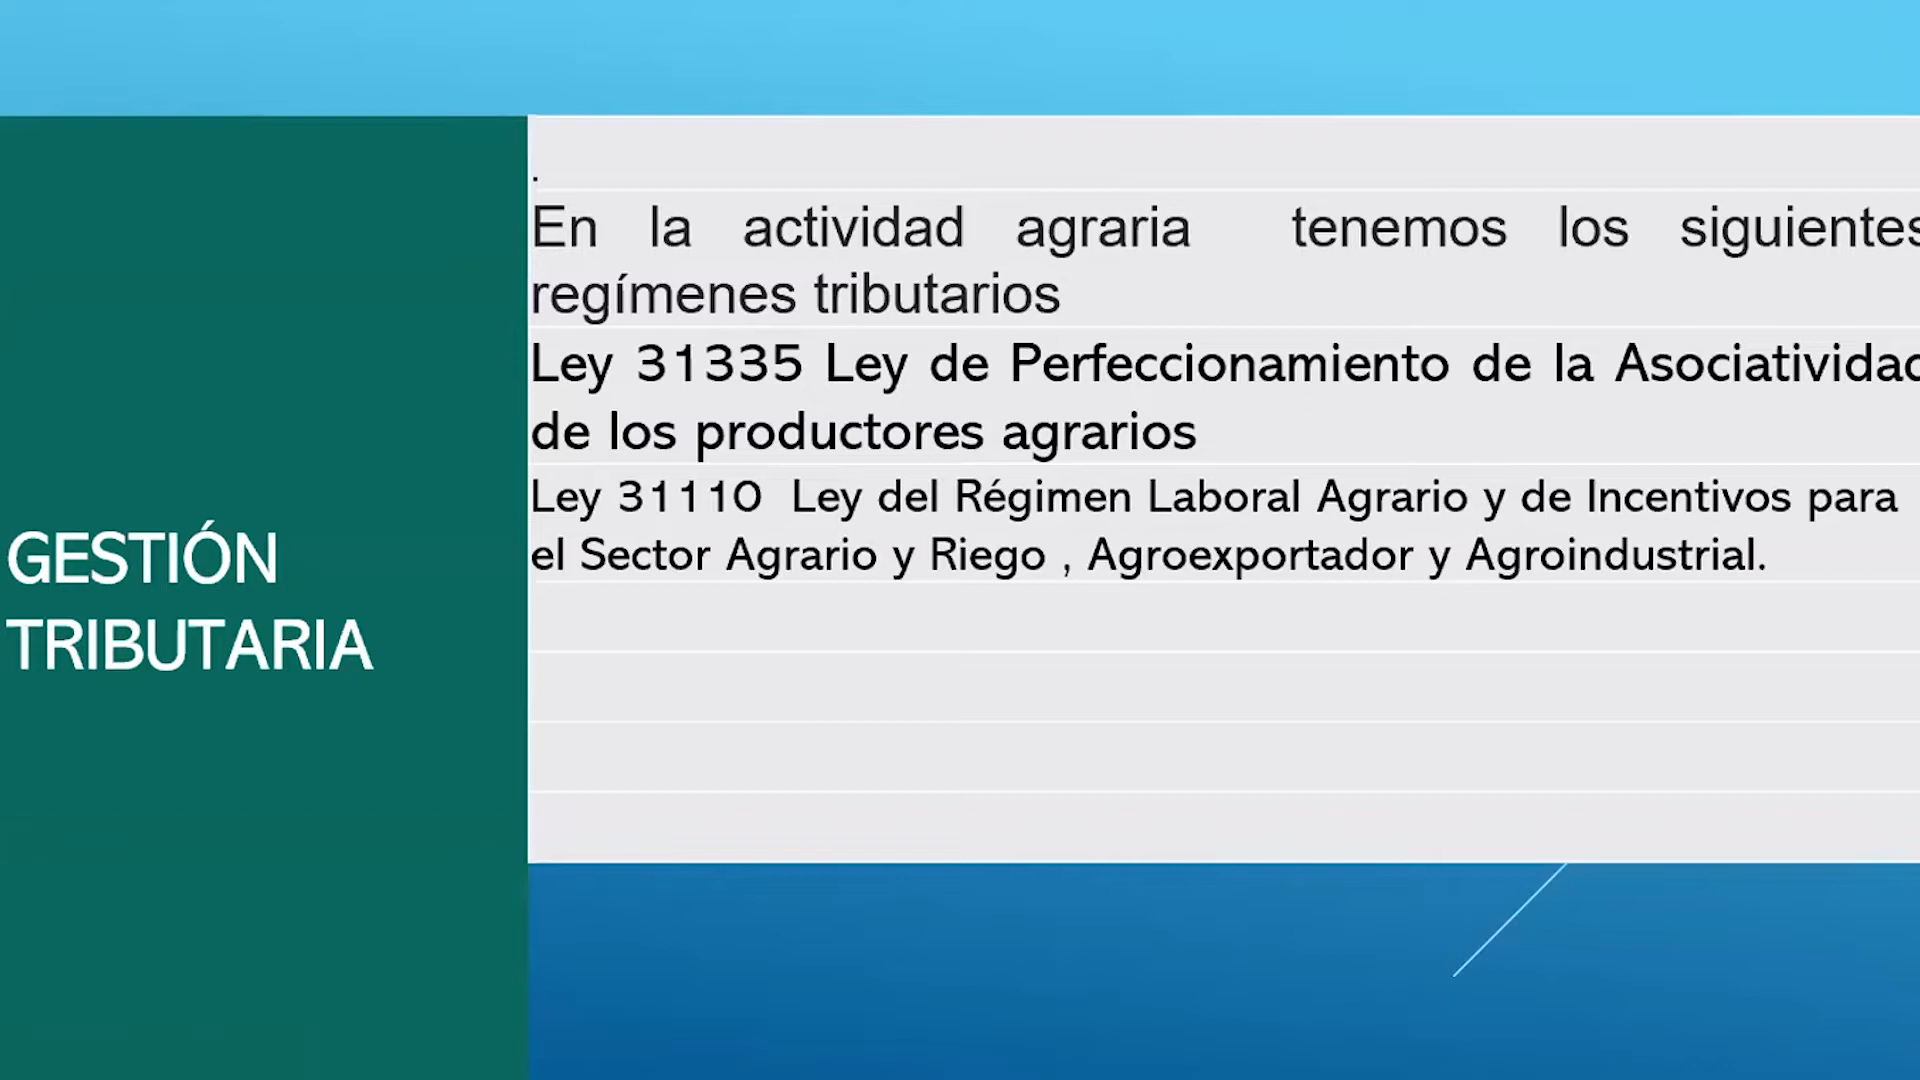 GESTIÓN
TRIBUTARIA
.
En la actividad agraria tenemos los siguientes
regímenes tributarios
Ley 31335 Ley de Perfeccionamiento de la Asociatividad
de los productores agrarios
Ley 31110 Ley del Régimen Laboral Agrario y de Incentivos para
el Sector Agrario y Riego , Agroexportador y Agroindustrial.